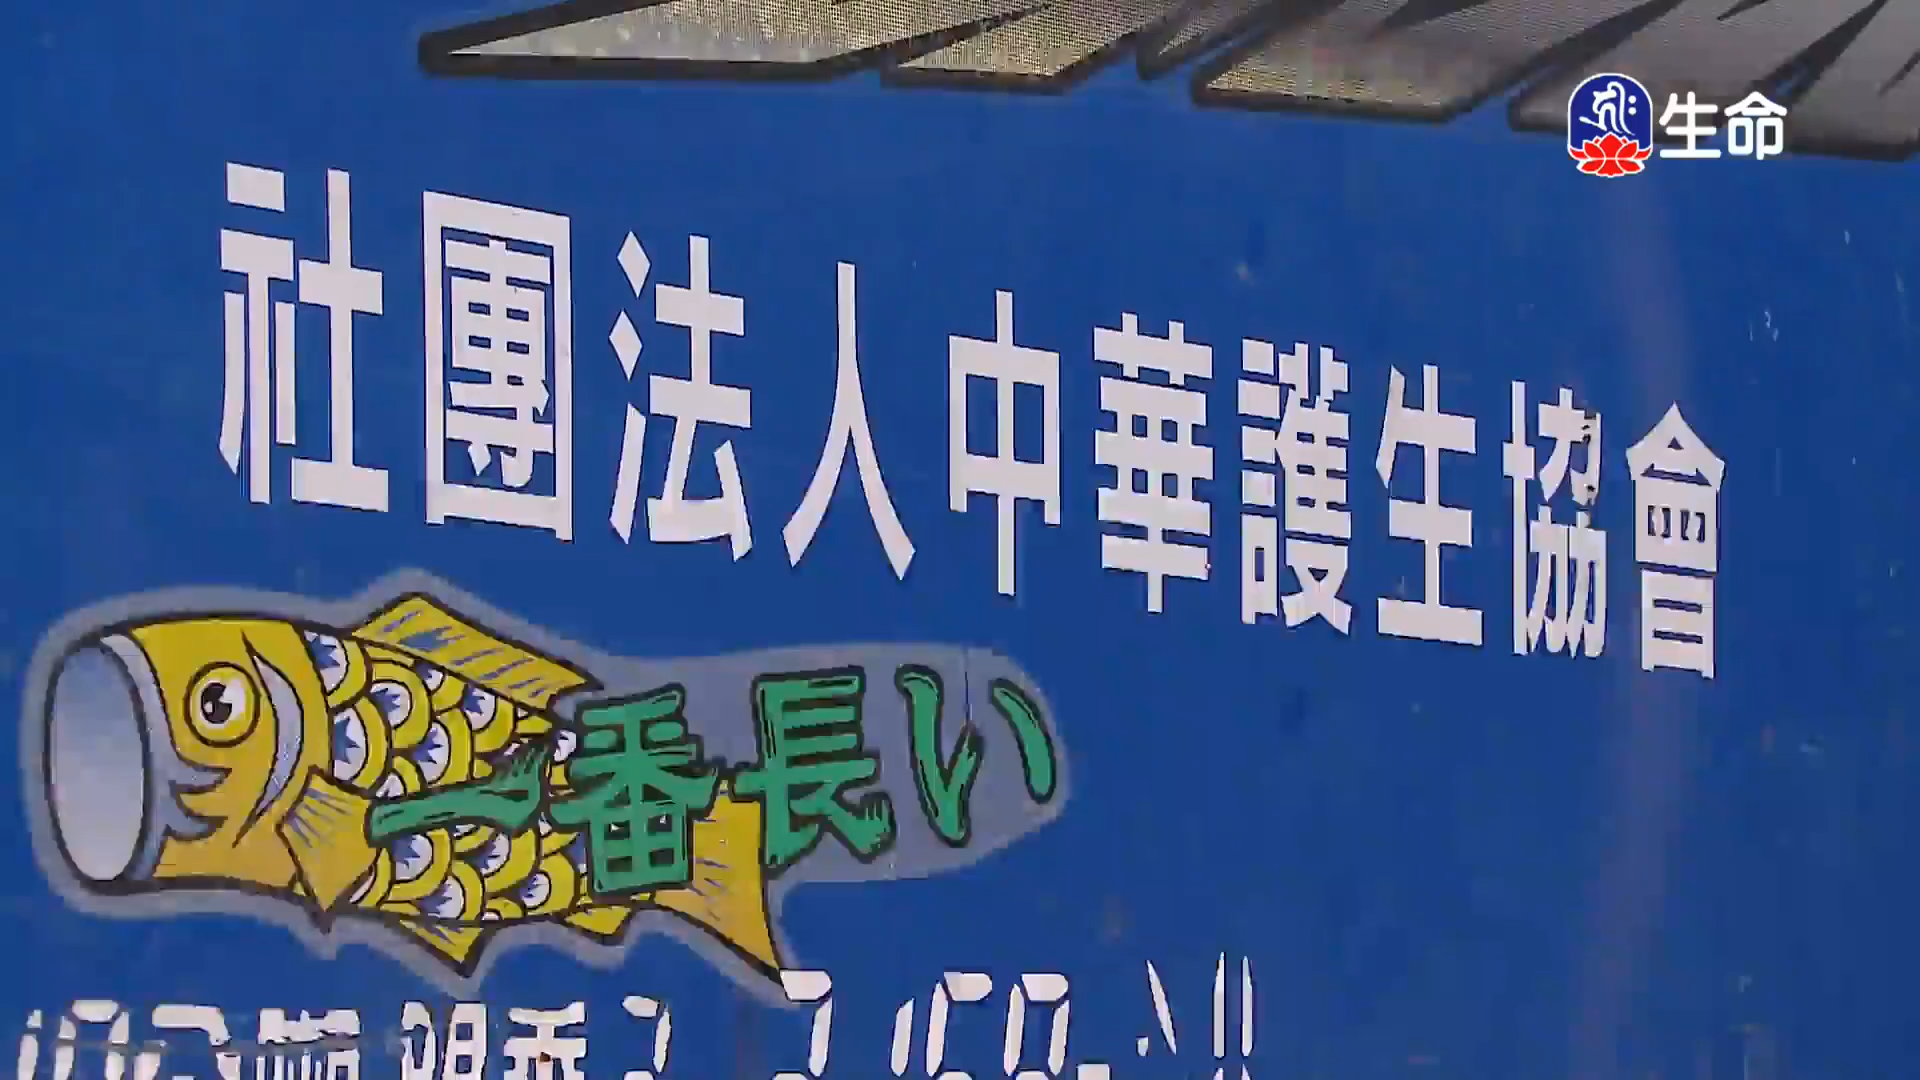 生命
社團法人中華護生協會
一番長い